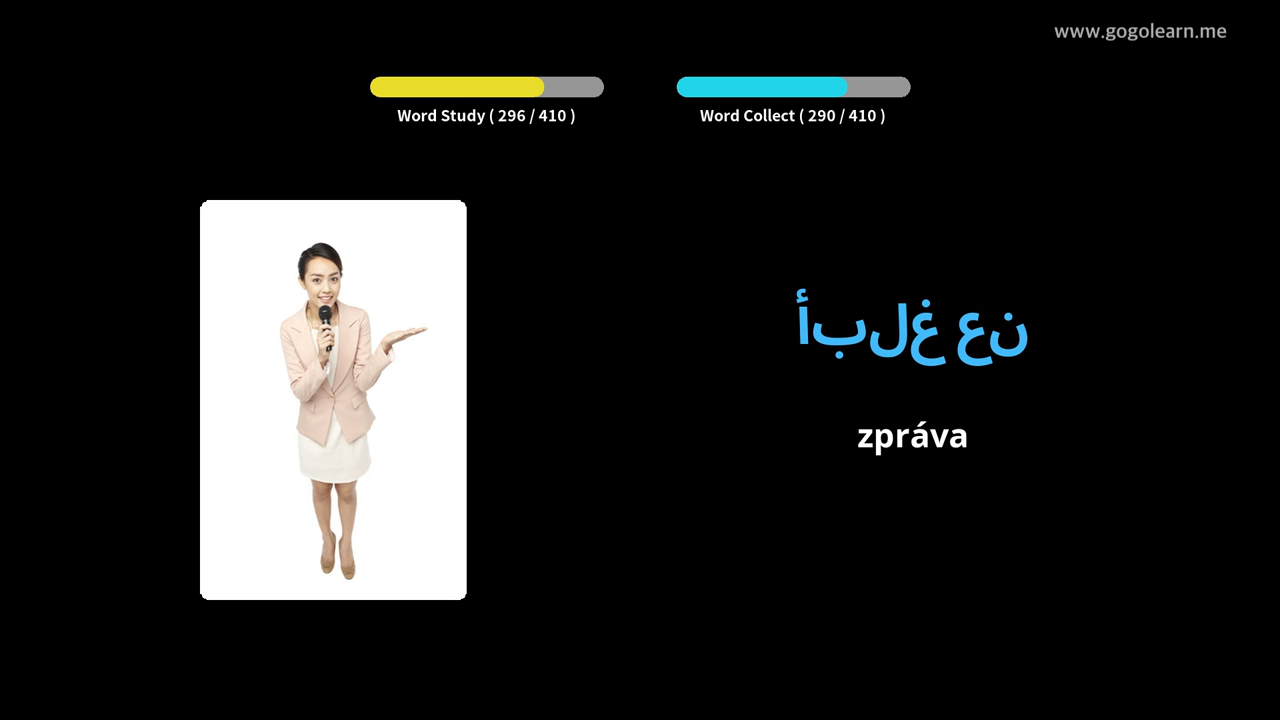 www.gogolearn.me
Word Study ( 296 / 410 )
Word Collect ( 290 / 410 )
أبلغ عن
zpráva